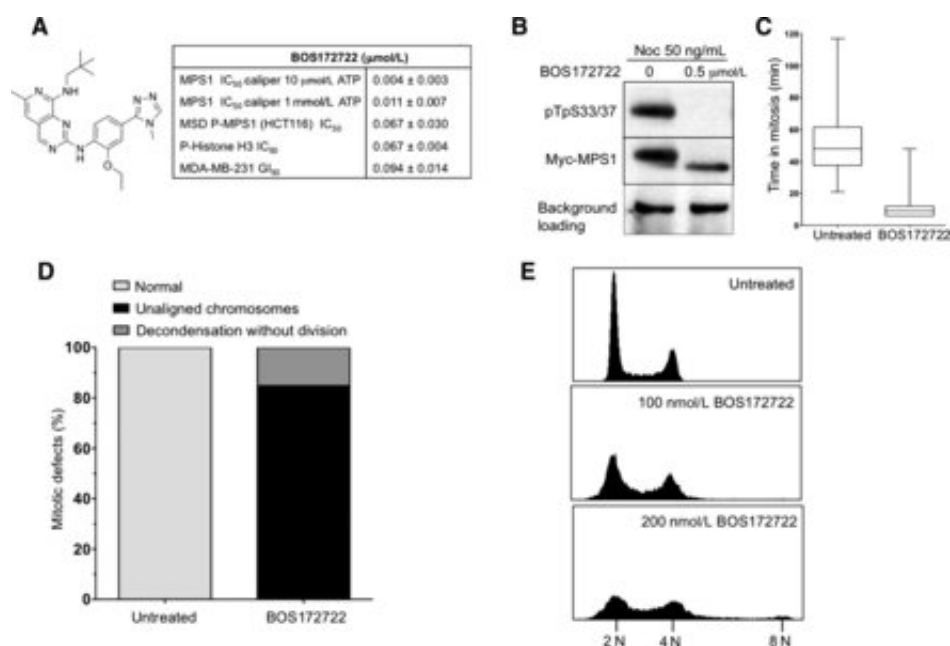 A
BOS172722 (μmol/L)
MPS1 IC50 caliper 10 μmol/L ATP 0.004 ± 0.003
MPS1 IC50 caliper 1 mmol/L ATP 0.011 ± 0.007
MSD P-MPS1 (HCT116) IC50 0.067 ± 0.030
P-Histone H3 IC50 0.067 ± 0.004
MDA-MB-231 GI50 0.094 ± 0.014
N
NH
N
N
N
N
N-N
N
NH
O
B
Noc 50 ng/mL
BOS172722 0 0.5 μmol/L
pTpS33/37
Myc-MPS1
Background
loading
C
Time in mitosis (min)
120
100
80
60
40
20
0
Untreated BOS172722
D
Normal
Unaligned chromosomes
Decondensation without division
Mitotic defects (%)
100
80
60
40
20
0
Untreated BOS172722
E
Untreated
100 nmol/L BOS172722
200 nmol/L BOS172722
2 N 4 N 8 N